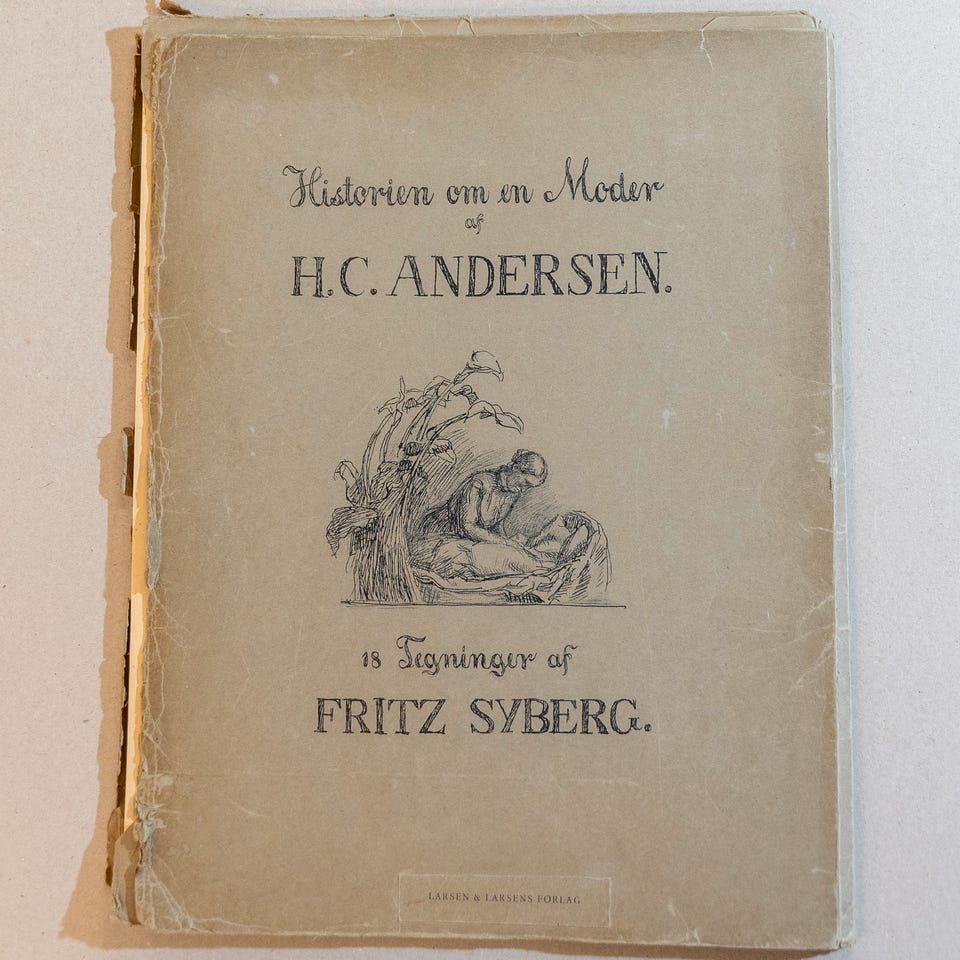 Historien om en Moder
af
H. C. ANDERSEN.
18 Tegninger af
FRITZ SYBERG.
LARSEN & LARSENS FORLAG